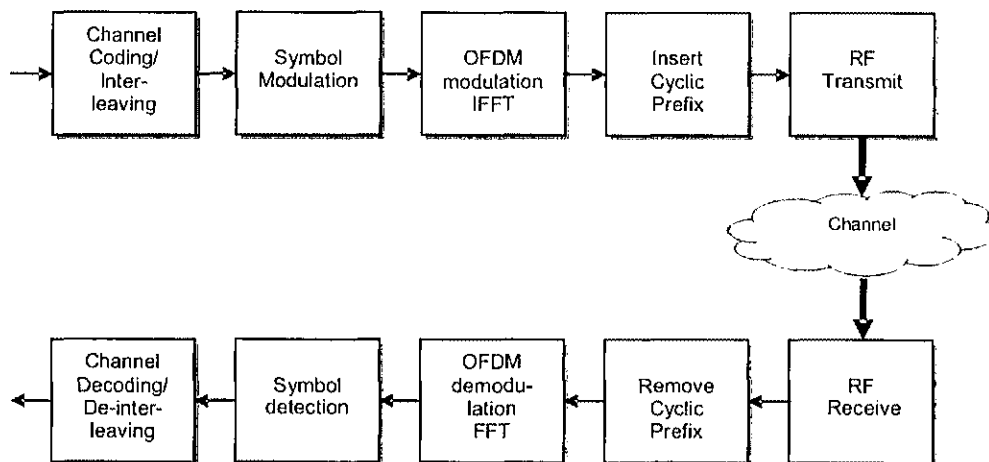 Channel
Coding/
Inter-
leaving
Symbol
Modulation
OFDM
modulation
IFFT
Insert
Cyclic
Prefix
RF
Transmit
Channel
Channel
Decoding/
De-inter-
leaving
Symbol
detection
OFDM
demodu-
lation
FFT
Remove
Cyclic
Prefix
RF
Receive